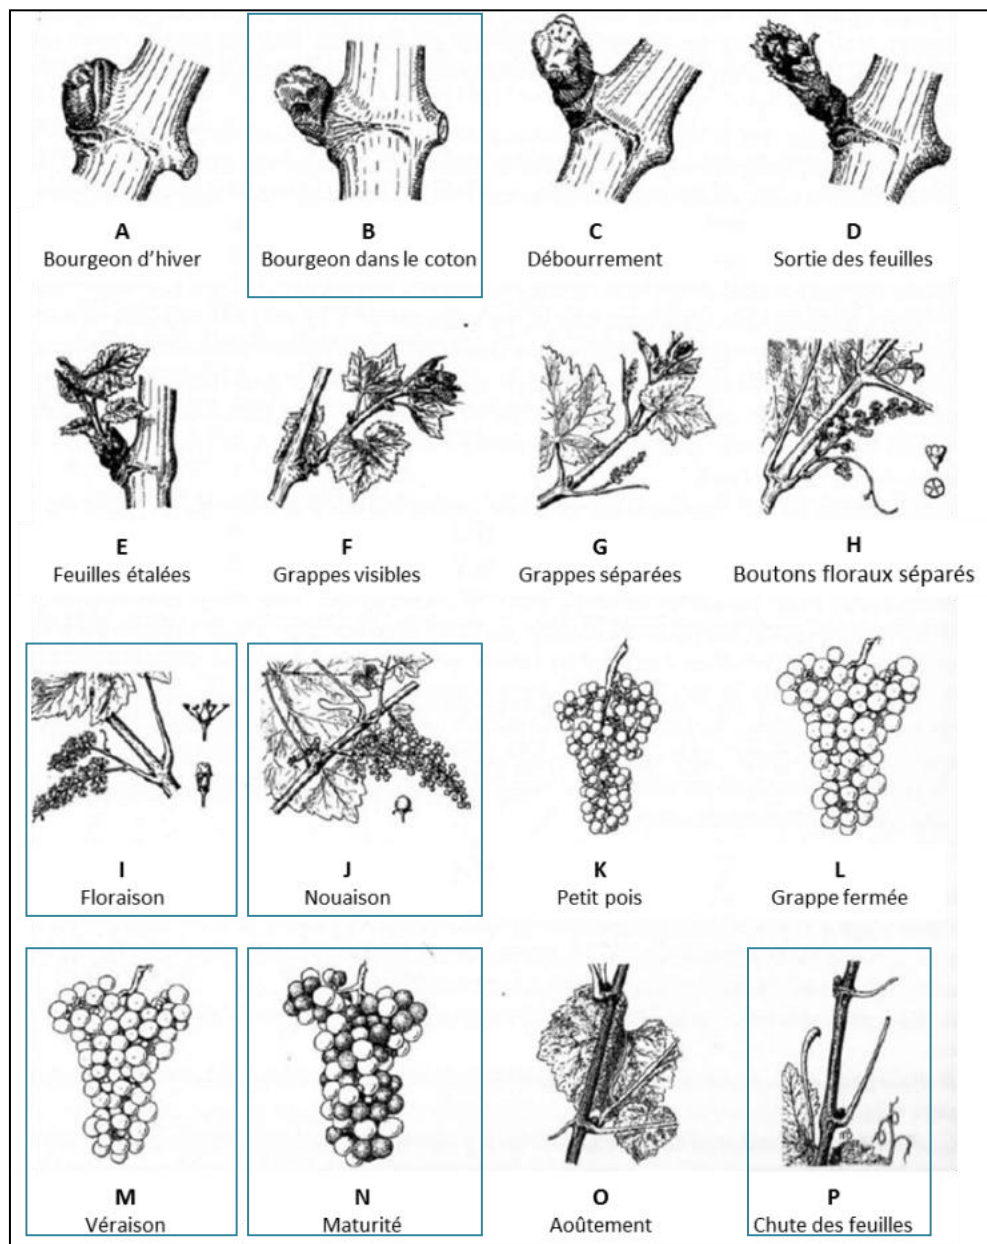 A B C D
Bourgeon d'hiver Bourgeon dans le coton Débourrement Sortie des feuilles
E F G H
Feuilles étalées Grappes visibles Grappes séparées Boutons floraux séparés
I J K L
Floraison Nouaison Petit pois Grappe fermée
M N O P
Véraison Maturité Aoûtement Chute des feuilles